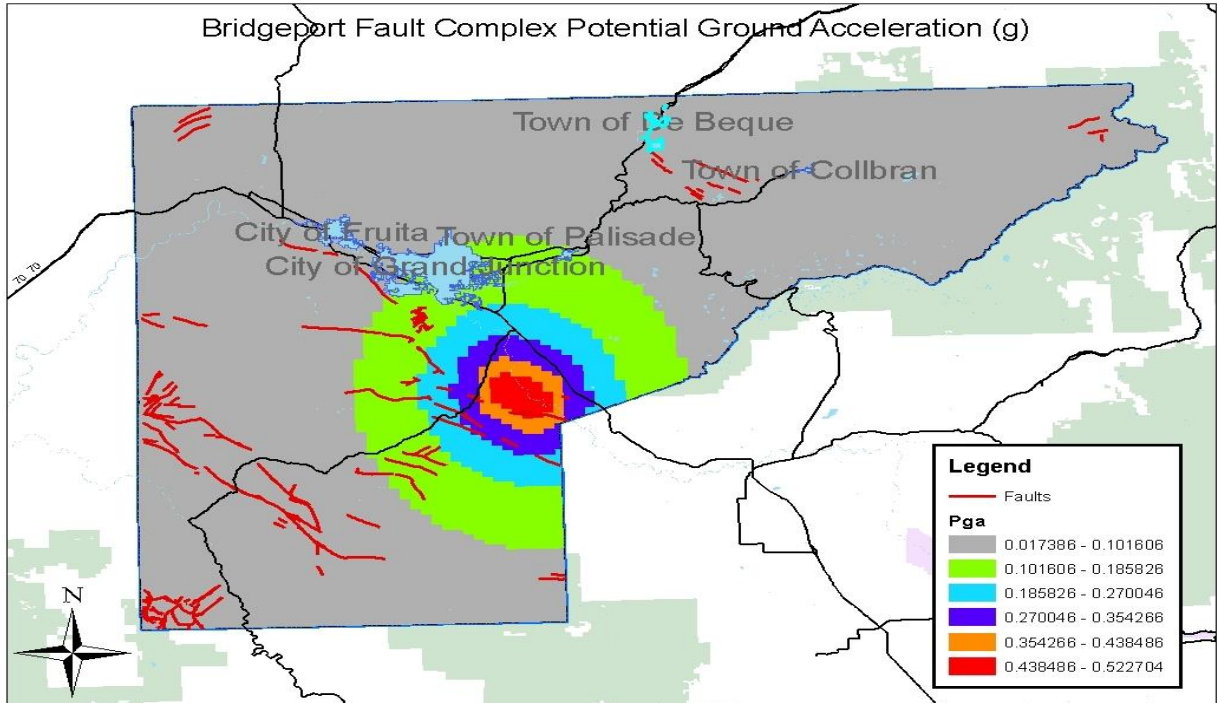 Bridgeport Fault Complex Potential Ground Acceleration (g)
Town of De Beque
Town of Collbran
City of Fruita
Town of Palisade
City of Grand Junction
70 70
Legend
Faults
Pga
0.017386 - 0.101606
0.101606 - 0.185826
0.185826 - 0.270046
0.270046 - 0.354266
0.354266 - 0.438486
0.438486 - 0.522704
N